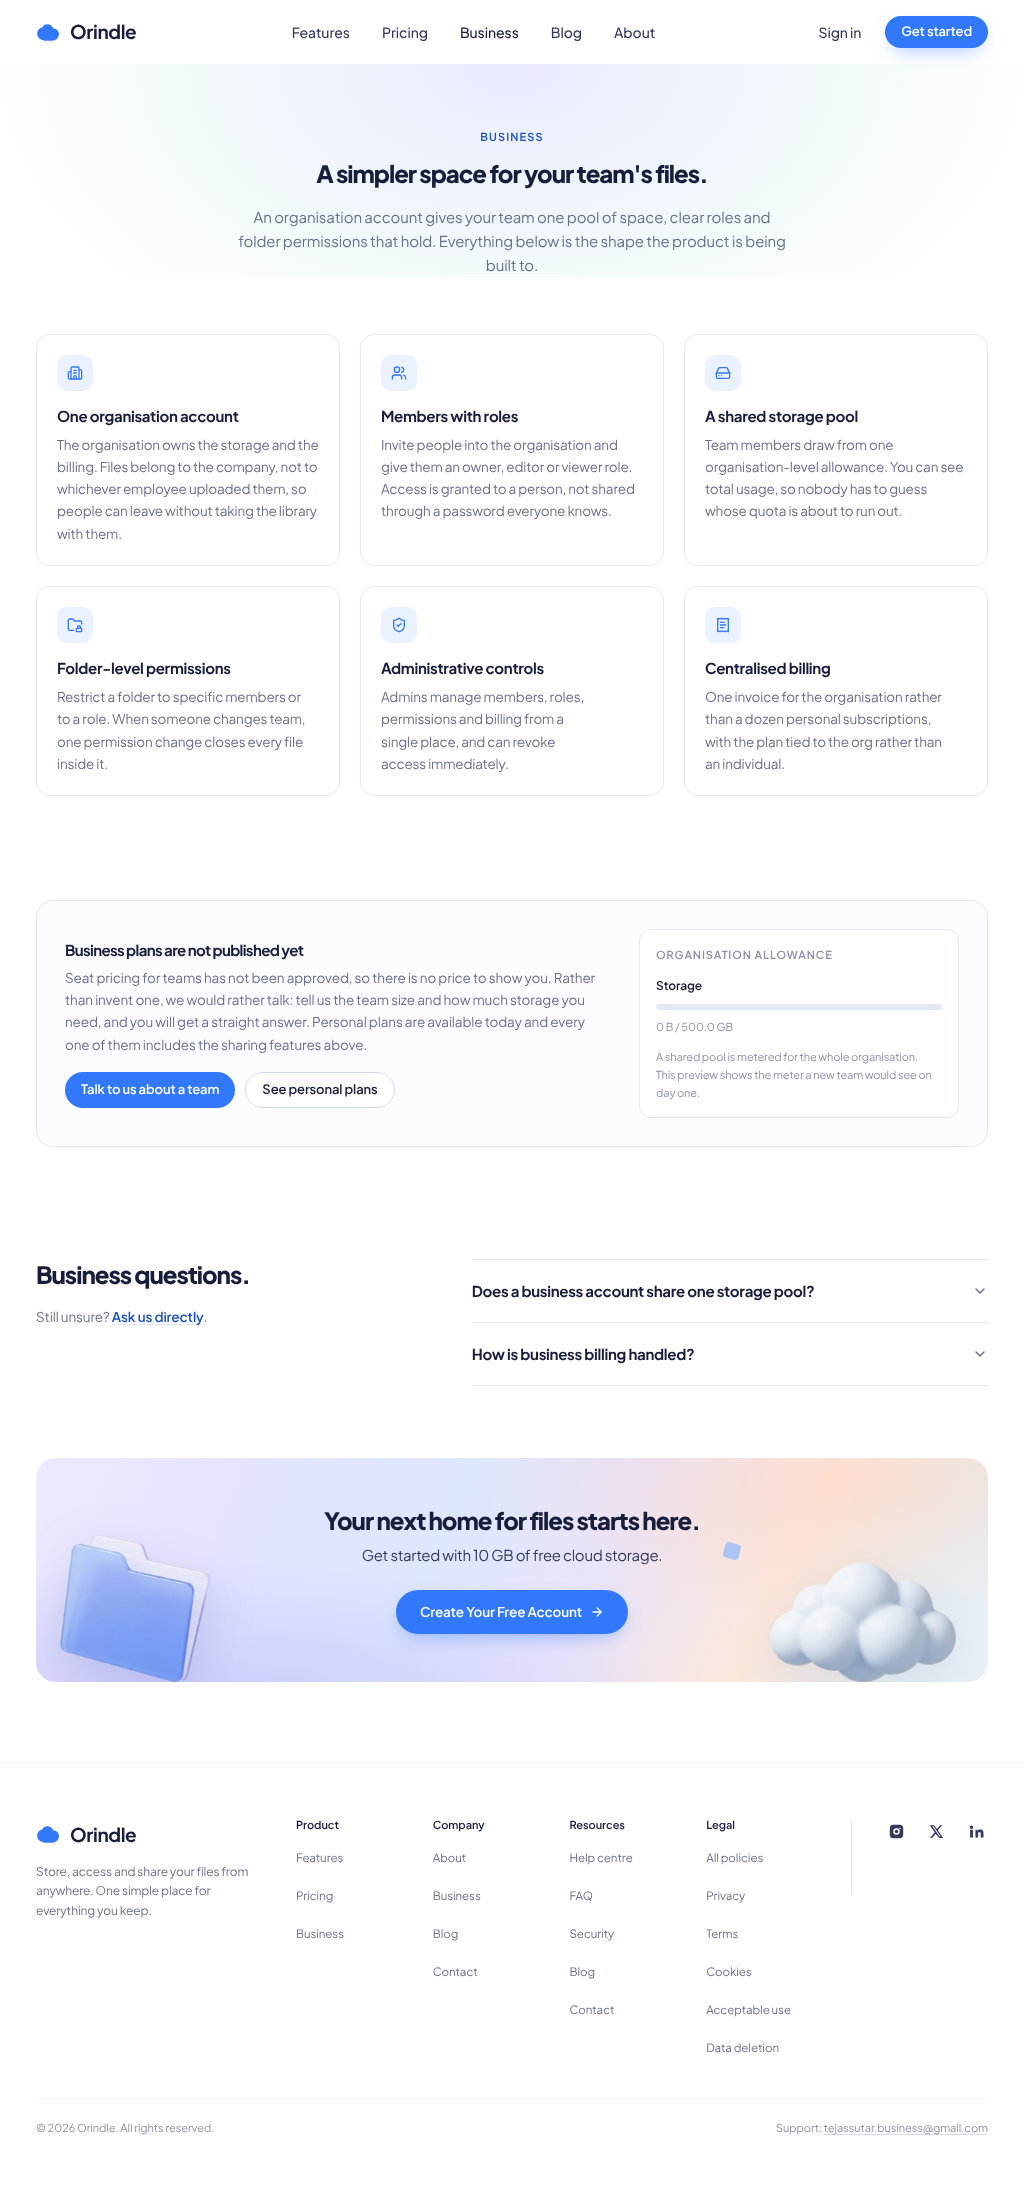 Orindle
Features
Pricing
Business
Blog
About
Sign in
Get started
BUSINESS
A simpler space for your team's files.
An organisation account gives your team one pool of space, clear roles and
folder permissions that hold. Everything below is the shape the product is being
built to.
One organisation account
The organisation owns the storage and the
billing. Files belong to the company, not to
whichever employee uploaded them, so
people can leave without taking the library
with them.
Members with roles
Invite people into the organisation and
give them an owner, editor or viewer role.
Access is granted to a person, not shared
through a password everyone knows.
A shared storage pool
Team members draw from one
organisation-level allowance. You can see
total usage, so nobody has to guess
whose quota is about to run out.
Folder-level permissions
Restrict a folder to specific members or
to a role. When someone changes team,
one permission change closes every file
inside it.
Administrative controls
Admins manage members, roles,
permissions and billing from a
single place, and can revoke
access immediately.
Centralised billing
One invoice for the organisation rather
than a dozen personal subscriptions,
with the plan tied to the org rather than
an individual.
Business plans are not published yet
Seat pricing for teams has not been approved, so there is no price to show you. Rather
than invent one, we would rather talk: tell us the team size and how much storage you
need, and you will get a straight answer. Personal plans are available today and every
one of them includes the sharing features above.
Talk to us about a team
See personal plans
ORGANISATION ALLOWANCE
Storage
0 B / 500.0 GB
A shared pool is metered for the whole organisation.
This preview shows the meter a new team would see on
day one.
Business questions.
Still unsure? Ask us directly.
Does a business account share one storage pool?
How is business billing handled?
Your next home for files starts here.
Get started with 10 GB of free cloud storage.
Create Your Free Account
Orindle
Store, access and share your files from
anywhere. One simple place for
everything you keep.
Product
Features
Pricing
Business
Company
About
Business
Blog
Contact
Resources
Help centre
FAQ
Security
Blog
Contact
Legal
All policies
Privacy
Terms
Cookies
Acceptable use
Data deletion
© 2026 Orindle. All rights reserved.
Support: tejassutar.business@gmail.com